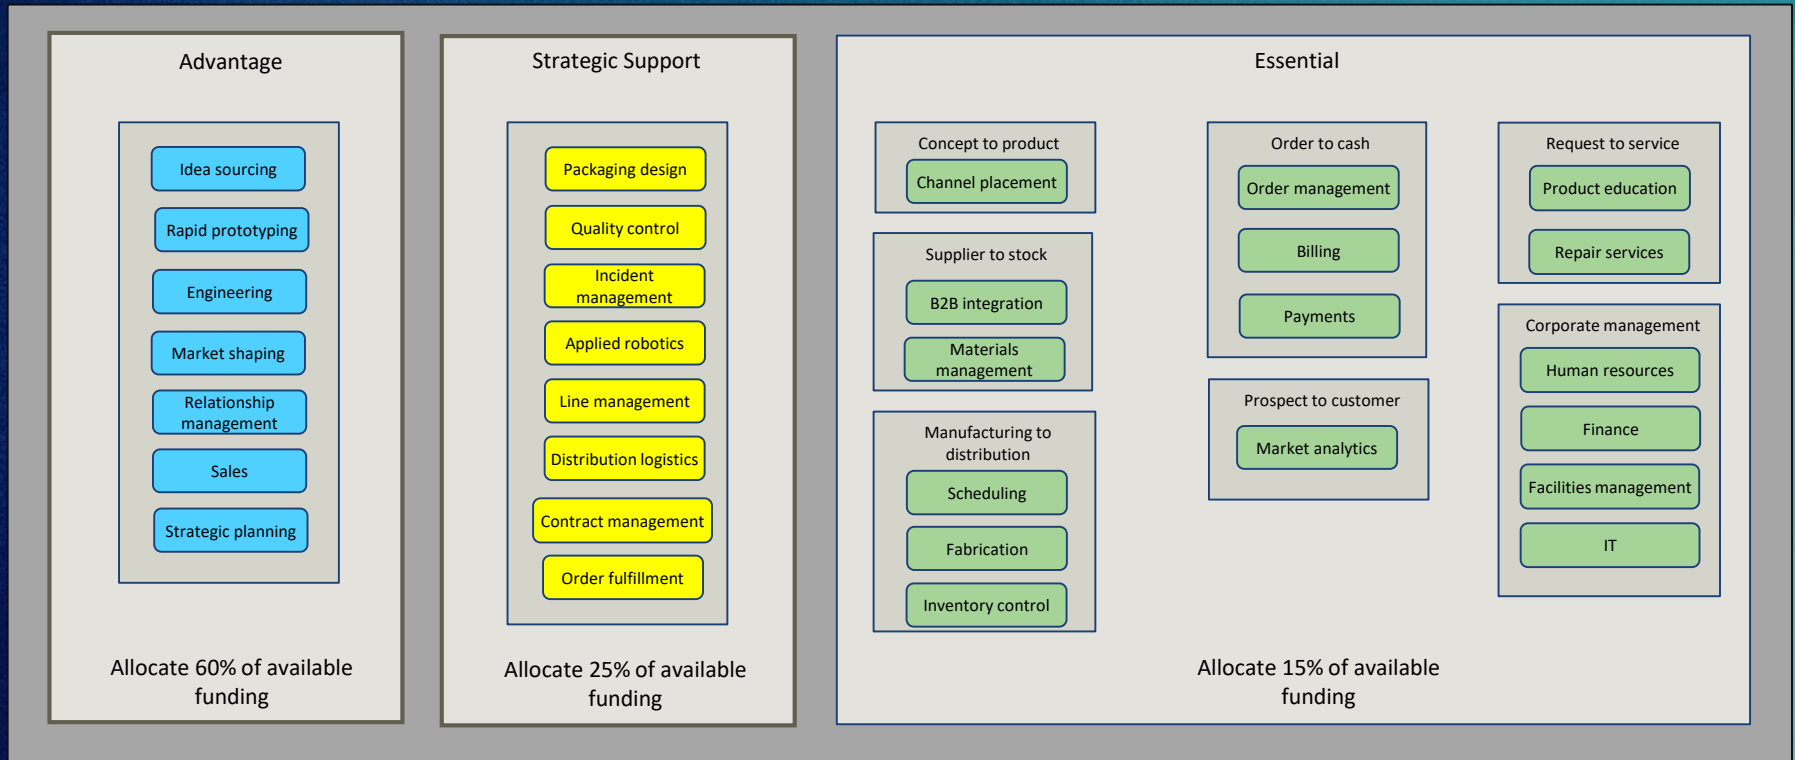 Advantage
Idea sourcing
Rapid prototyping
Engineering
Market shaping
Relationship
management
Sales
Strategic planning
Allocate 60% of available
funding
Strategic Support
Packaging design
Quality control
Incident
management
Applied robotics
Line management
Distribution logistics
Contract management
Order fulfillment
Allocate 25% of available
funding
Essential
Concept to product
Channel placement
Supplier to stock
B2B integration
Materials
management
Manufacturing to
distribution
Scheduling
Fabrication
Inventory control
Order to cash
Order management
Billing
Payments
Prospect to customer
Market analytics
Request to service
Product education
Repair services
Corporate management
Human resources
Finance
Facilities management
IT
Allocate 15% of available
funding